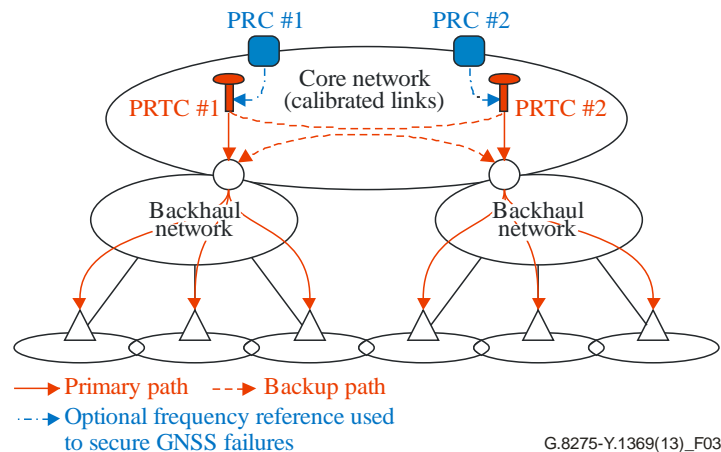 PRC #1
PRC #2
Core network
(calibrated links)
PRTC #1
PRTC #2
Backhaul
network
Backhaul
network
Primary path
Backup path
Optional frequency reference used
to secure GNSS failures
G.8275-Y.1369(13)_F03